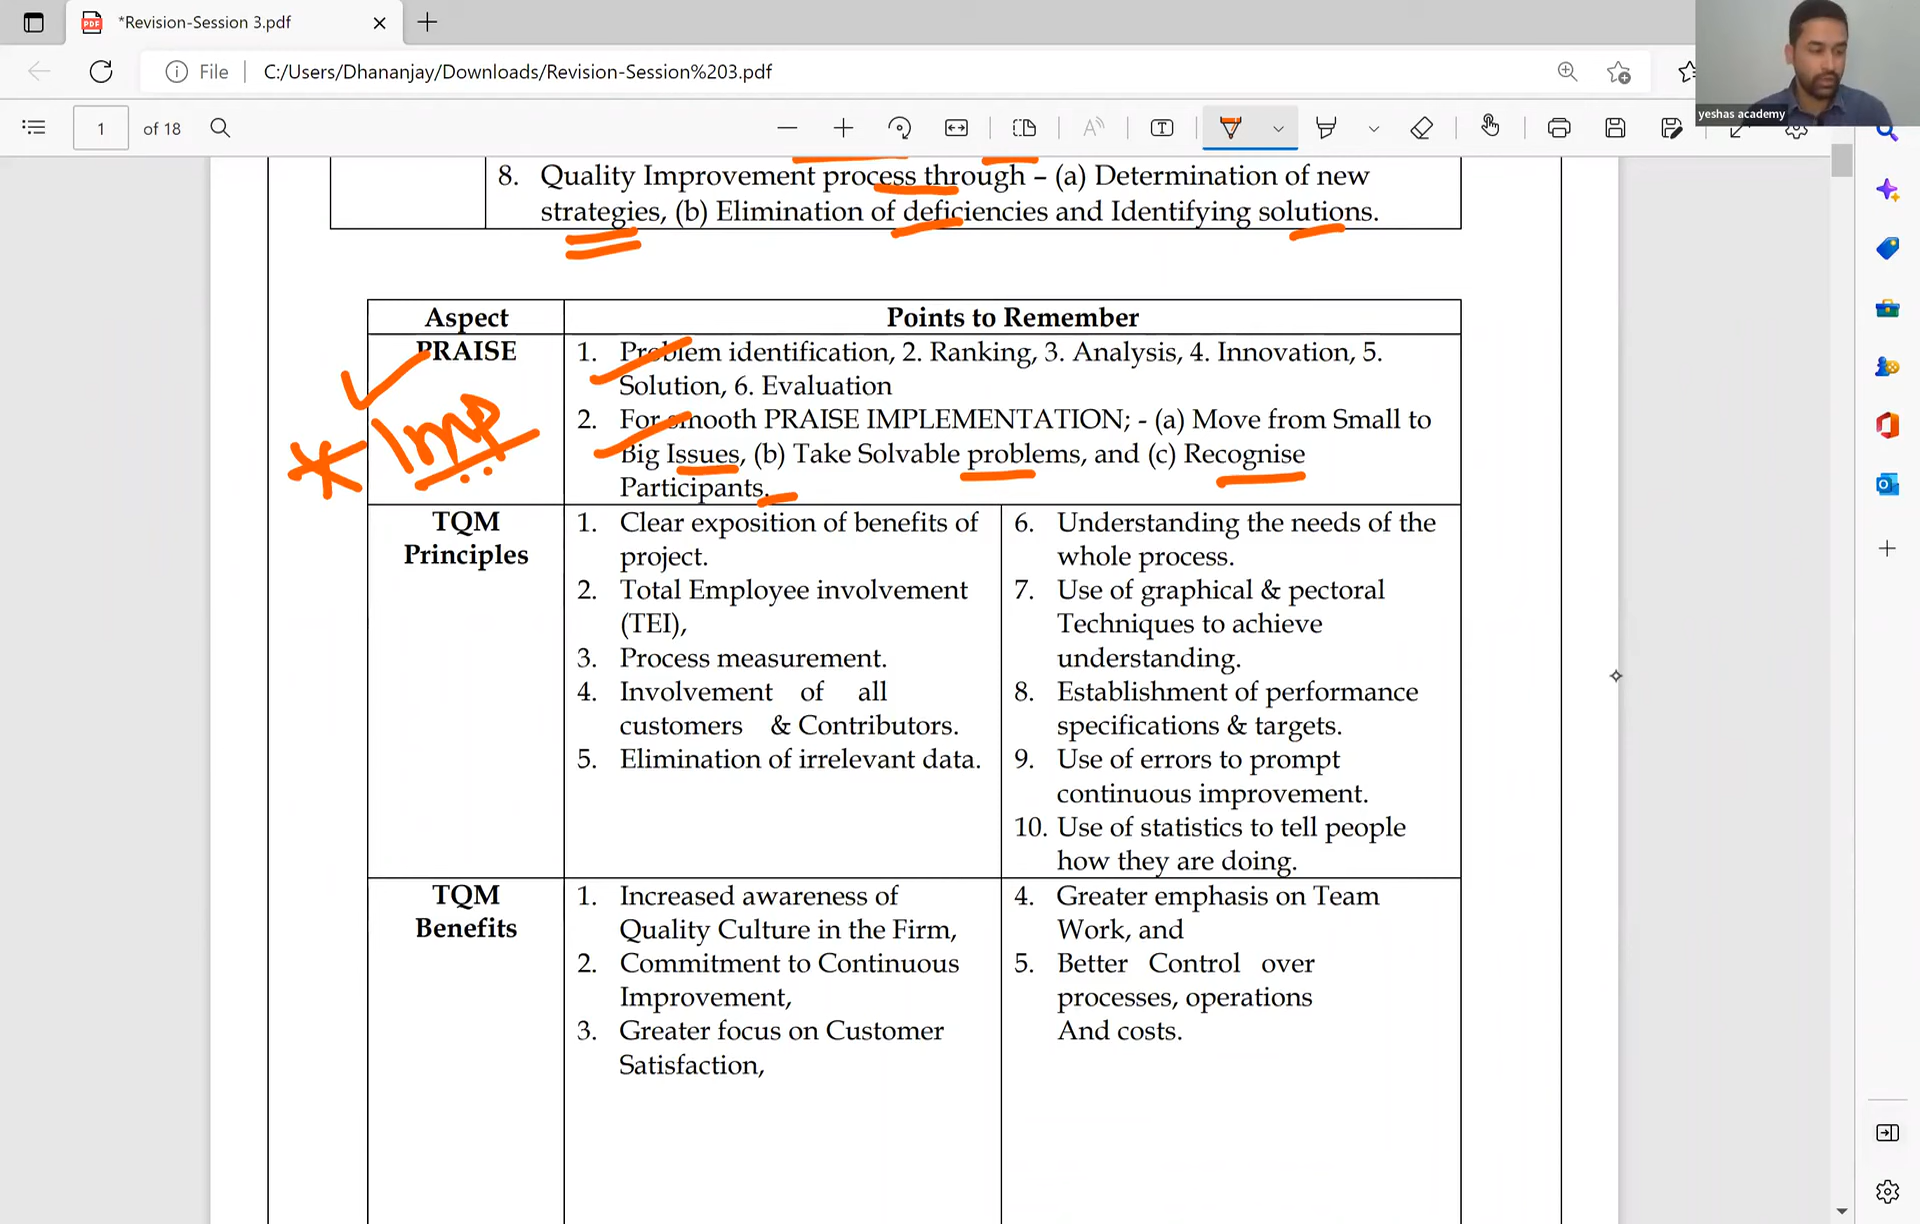 *Revision-Session 3.pdf
File
C:/Users/Dhananjay/Downloads/Revision-Session%203.pdf
yeshas academy
1 of 18
8. Quality Improvement process through – (a) Determination of new
strategies, (b) Elimination of deficiencies and Identifying solutions.
Aspect
Points to Remember
PRAISE
1. Problem identification, 2. Ranking, 3. Analysis, 4. Innovation, 5.
Solution, 6. Evaluation
2. For smooth PRAISE IMPLEMENTATION; - (a) Move from Small to
Big Issues, (b) Take Solvable problems, and (c) Recognise
Participants.
Imp
TQM
Principles
1. Clear exposition of benefits of
project.
2. Total Employee involvement
(TEI),
3. Process measurement.
4. Involvement of all
customers & Contributors.
5. Elimination of irrelevant data.
6. Understanding the needs of the
whole process.
7. Use of graphical & pectoral
Techniques to achieve
understanding.
8. Establishment of performance
specifications & targets.
9. Use of errors to prompt
continuous improvement.
10. Use of statistics to tell people
how they are doing.
TQM
Benefits
1. Increased awareness of
Quality Culture in the Firm,
2. Commitment to Continuous
Improvement,
3. Greater focus on Customer
Satisfaction,
4. Greater emphasis on Team
Work, and
5. Better Control over
processes, operations
And costs.